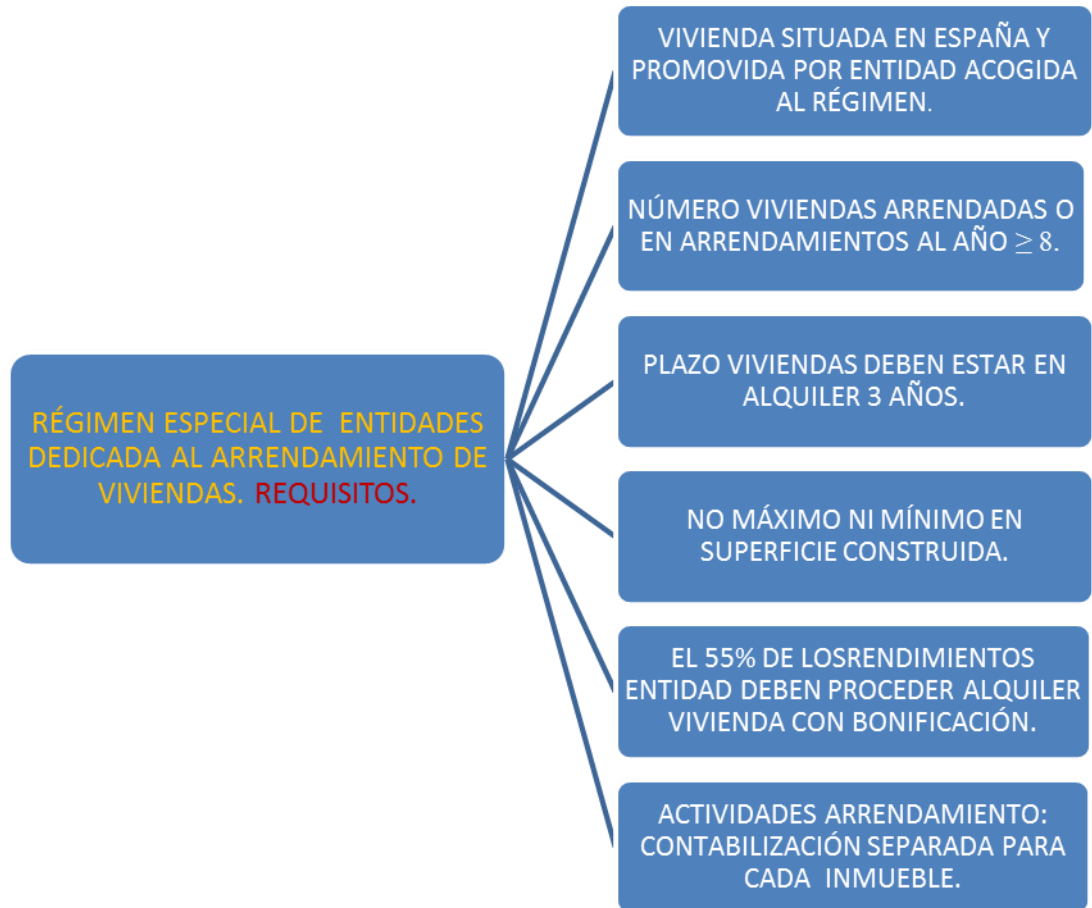 RÉGIMEN ESPECIAL DE ENTIDADES
DEDICADA AL ARRENDAMIENTO DE
VIVIENDAS. REQUISITOS.
VIVIENDA SITUADA EN ESPAÑA Y
PROMOVIDA POR ENTIDAD ACOGIDA
AL RÉGIMEN.
NÚMERO VIVIENDAS ARRENDADAS O
EN ARRENDAMIENTOS AL AÑO ≥ 8.
PLAZO VIVIENDAS DEBEN ESTAR EN
ALQUILER 3 AÑOS.
NO MÁXIMO NI MÍNIMO EN
SUPERFICIE CONSTRUIDA.
EL 55% DE LOSRENDIMIENTOS
ENTIDAD DEBEN PROCEDER ALQUILER
VIVIENDA CON BONIFICACIÓN.
ACTIVIDADES ARRENDAMIENTO:
CONTABILIZACIÓN SEPARADA PARA
CADA INMUEBLE.